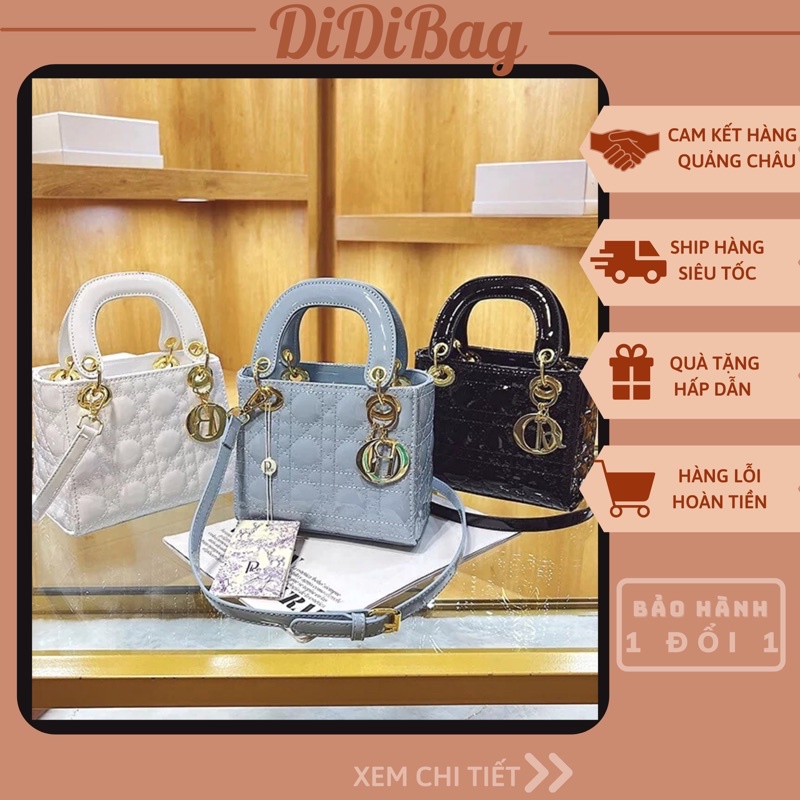 DiDiBag
CAM KẾT HÀNG
QUẢNG CHÂU
SHIP HÀNG
SIÊU TỐC
QUÀ TẶNG
HẤP DẪN
HÀNG LỖI
HOÀN TIỀN
BẢO HÀNH
1 ĐỔI 1
XEM CHI TIẾT